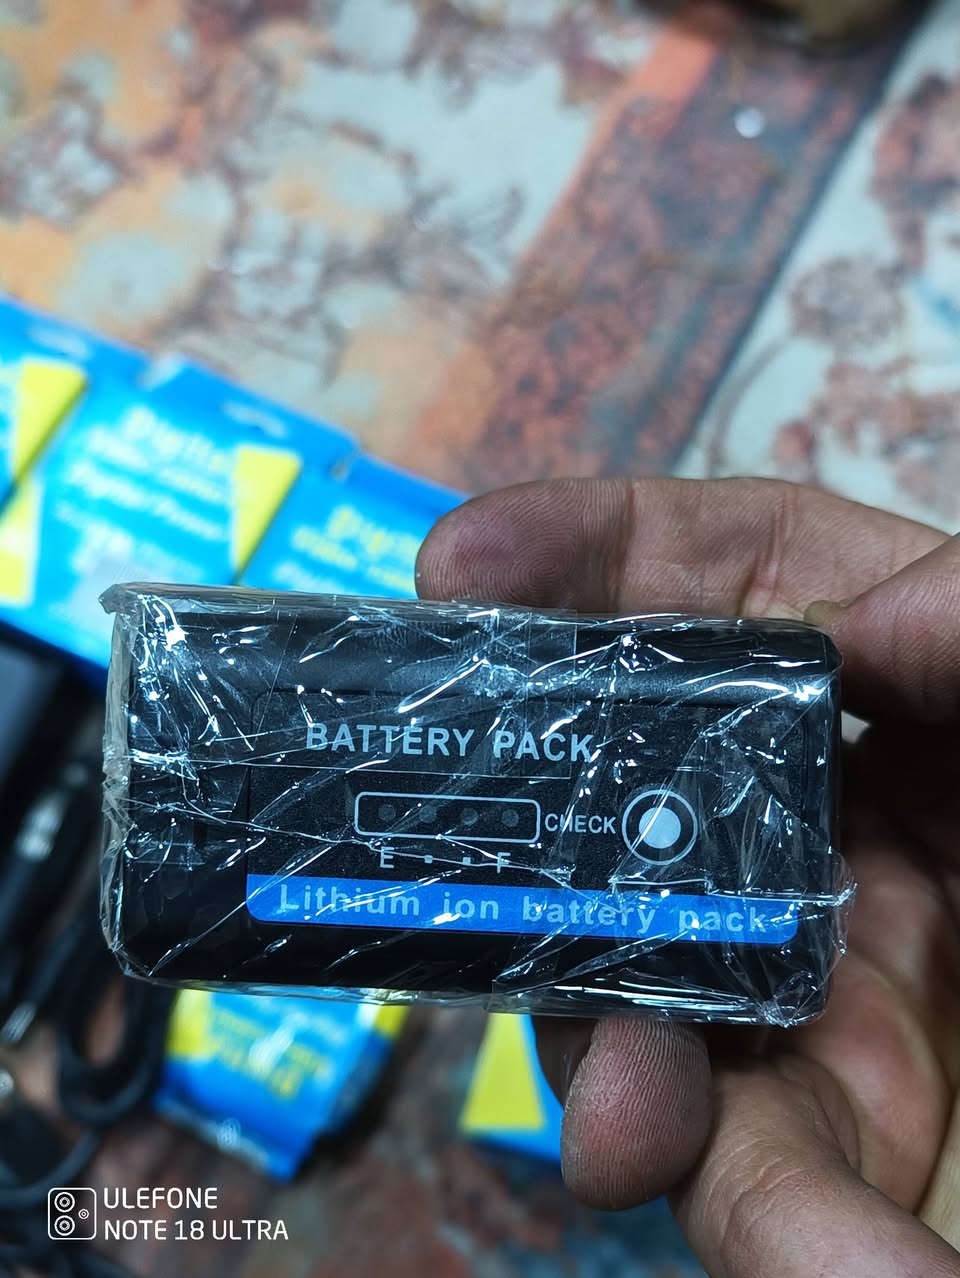 BATTERY PACK
CHECK
E F
Lithium ion battery pack
ULEFONE
NOTE 18 ULTRA